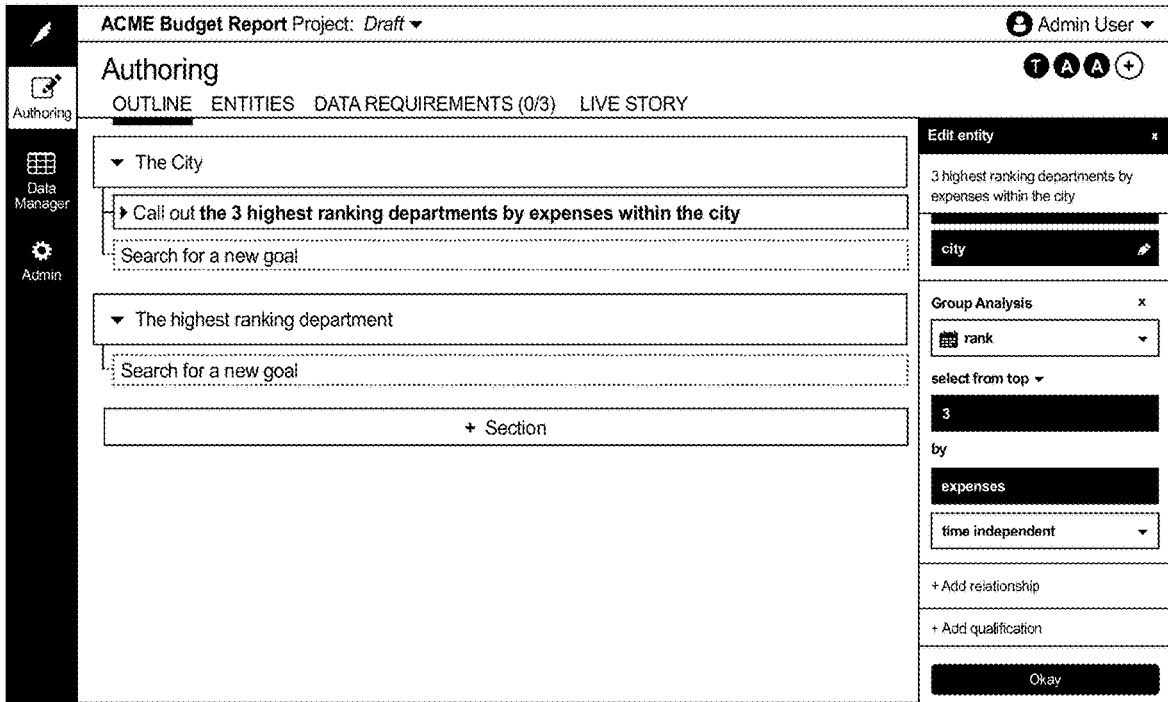 ACME Budget Report Project: Draft
Admin User
Authoring
T A A +
OUTLINE ENTITIES DATA REQUIREMENTS (0/3) LIVE STORY
Authoring
Data
Manager
Admin
The City
Call out the 3 highest ranking departments by expenses within the city
Search for a new goal
The highest ranking department
Search for a new goal
+ Section
Edit entity x
3 highest ranking departments by
expenses within the city
city
Group Analysis x
rank
select from top
3
by
expenses
time independent
+ Add relationship
+ Add qualification
Okay